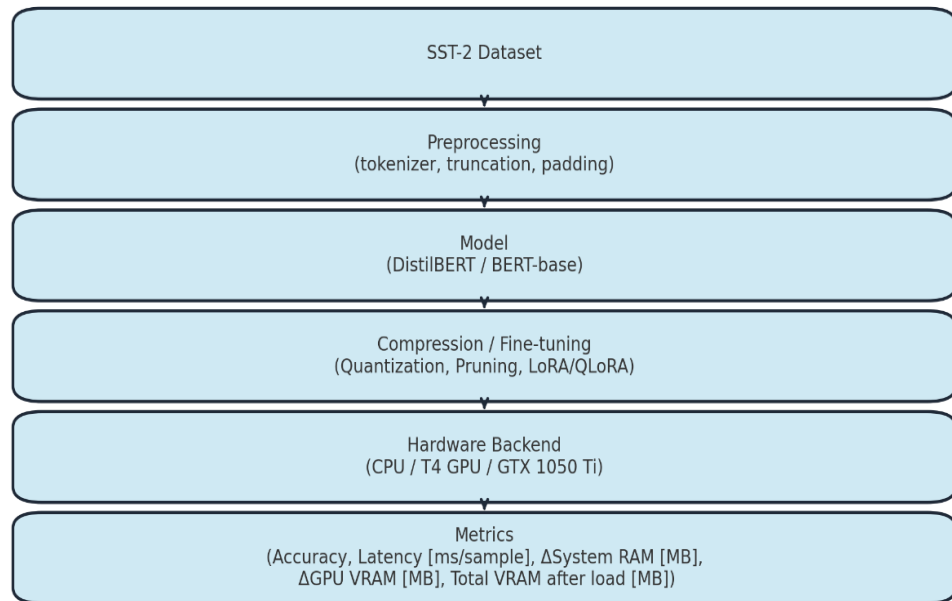 SST-2 Dataset
Preprocessing
(tokenizer, truncation, padding)
Model
(DistilBERT / BERT-base)
Compression / Fine-tuning
(Quantization, Pruning, LoRA/QLoRA)
Hardware Backend
(CPU / T4 GPU / GTX 1050 Ti)
Metrics
(Accuracy, Latency [ms/sample], ΔSystem RAM [MB],
ΔGPU VRAM [MB], Total VRAM after load [MB])